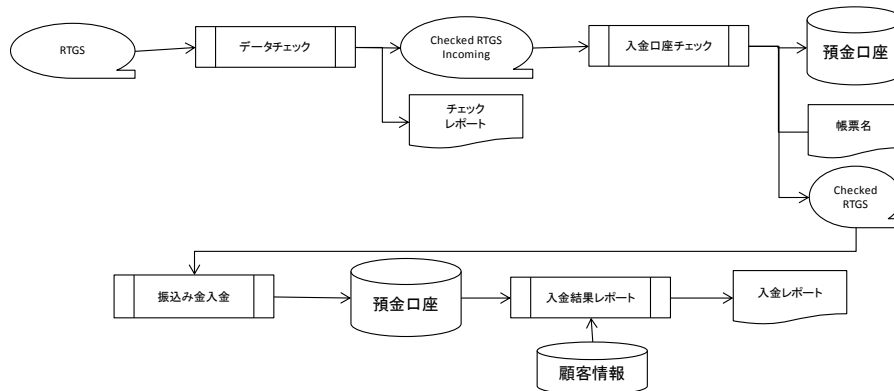 RTGS
データチェック
Checked RTGS
Incoming
入金口座チェック
預金口座
チェック
レポート
帳票名
Checked
RTGS
振込み金入金
預金口座
入金結果レポート
入金レポート
顧客情報